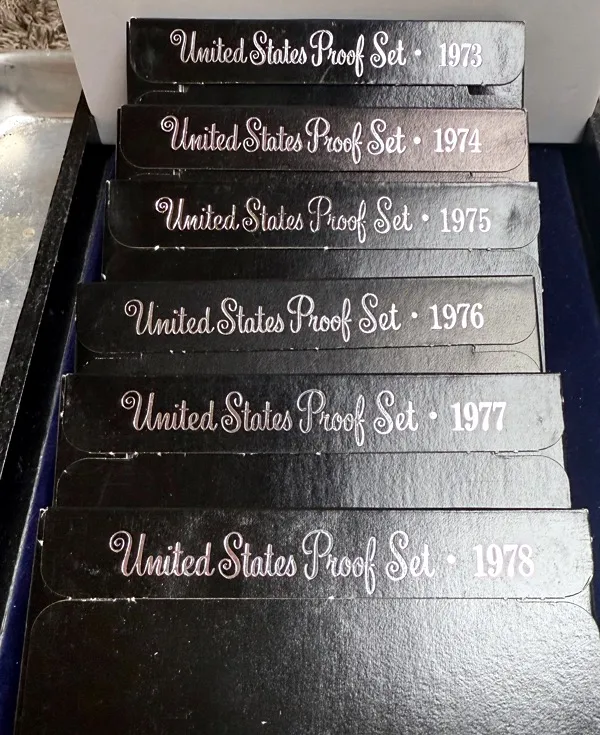 United States Proof Set • 1973
United States Proof Set • 1974
United States Proof Set • 1975
United States Proof Set • 1976
United States Proof Set • 1977
United States Proof Set • 1978